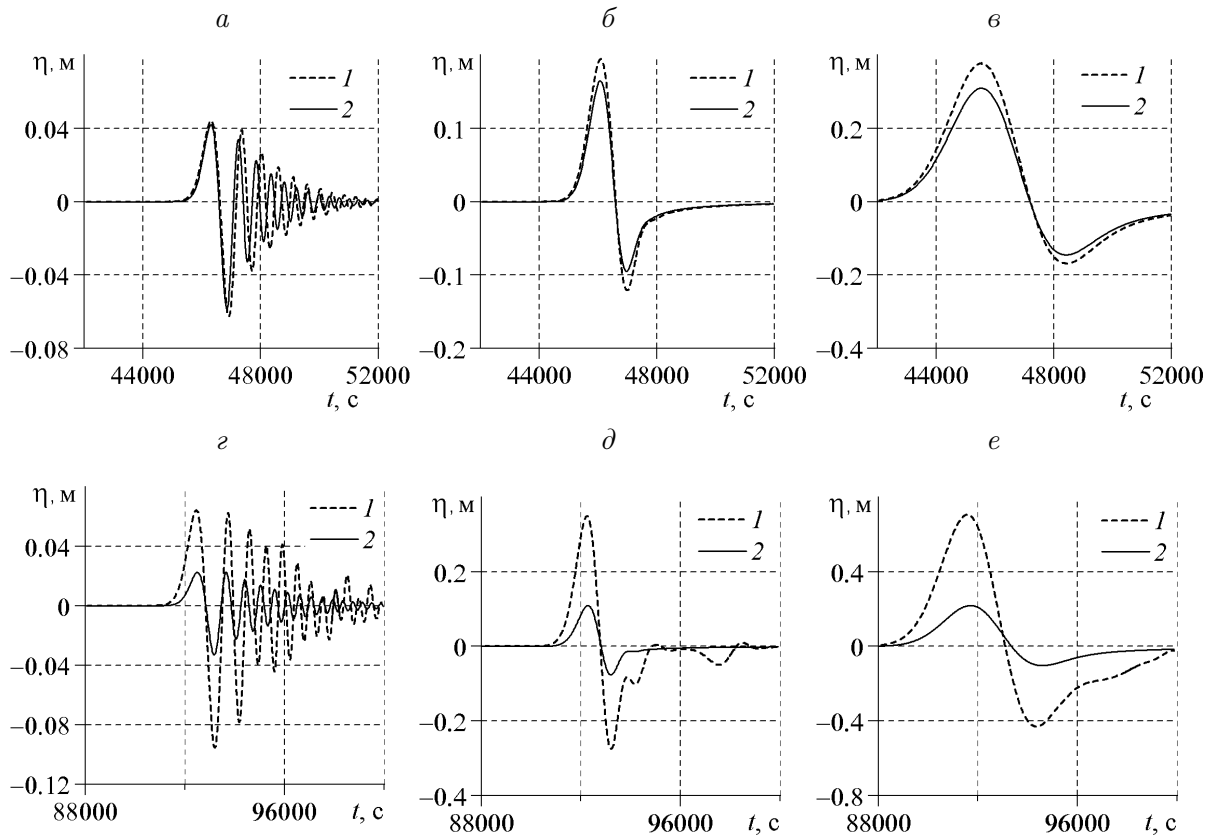 а б в
η, м 1 2 0.04 0 −0.04 −0.08 44000 48000 52000 t, с
η, м 1 2 0.1 0 −0.1 −0.2 44000 48000 52000 t, с
η, м 1 2 0.2 0 −0.2 −0.4 44000 48000 52000 t, с
г д е
η, м 1 2 0.04 0 −0.04 −0.08 −0.12 88000 96000 t, с
η, м 1 2 0.2 0 −0.2 −0.4 88000 96000 t, с
η, м 1 2 0.4 0 −0.4 −0.8 88000 96000 t, с